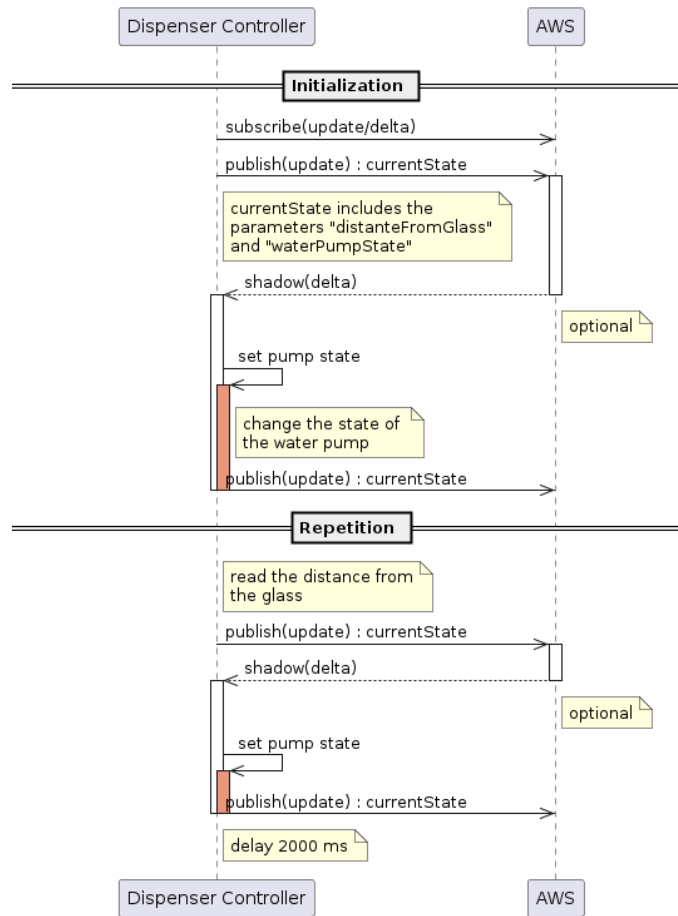 Dispenser Controller
AWS
Initialization
subscribe(update/delta)
publish(update) : currentState
currentState includes the
parameters "distanteFromGlass"
and "waterPumpState"
shadow(delta)
optional
set pump state
change the state of
the water pump
publish(update) : currentState
Repetition
read the distance from
the glass
publish(update) : currentState
shadow(delta)
optional
set pump state
publish(update) : currentState
delay 2000 ms
Dispenser Controller
AWS